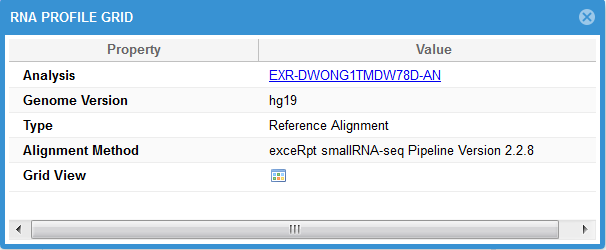 RNA PROFILE GRID
Property Value
Analysis EXR-DWONG1TMDW78D-AN
Genome Version hg19
Type Reference Alignment
Alignment Method exceRpt smallRNA-seq Pipeline Version 2.2.8
Grid View